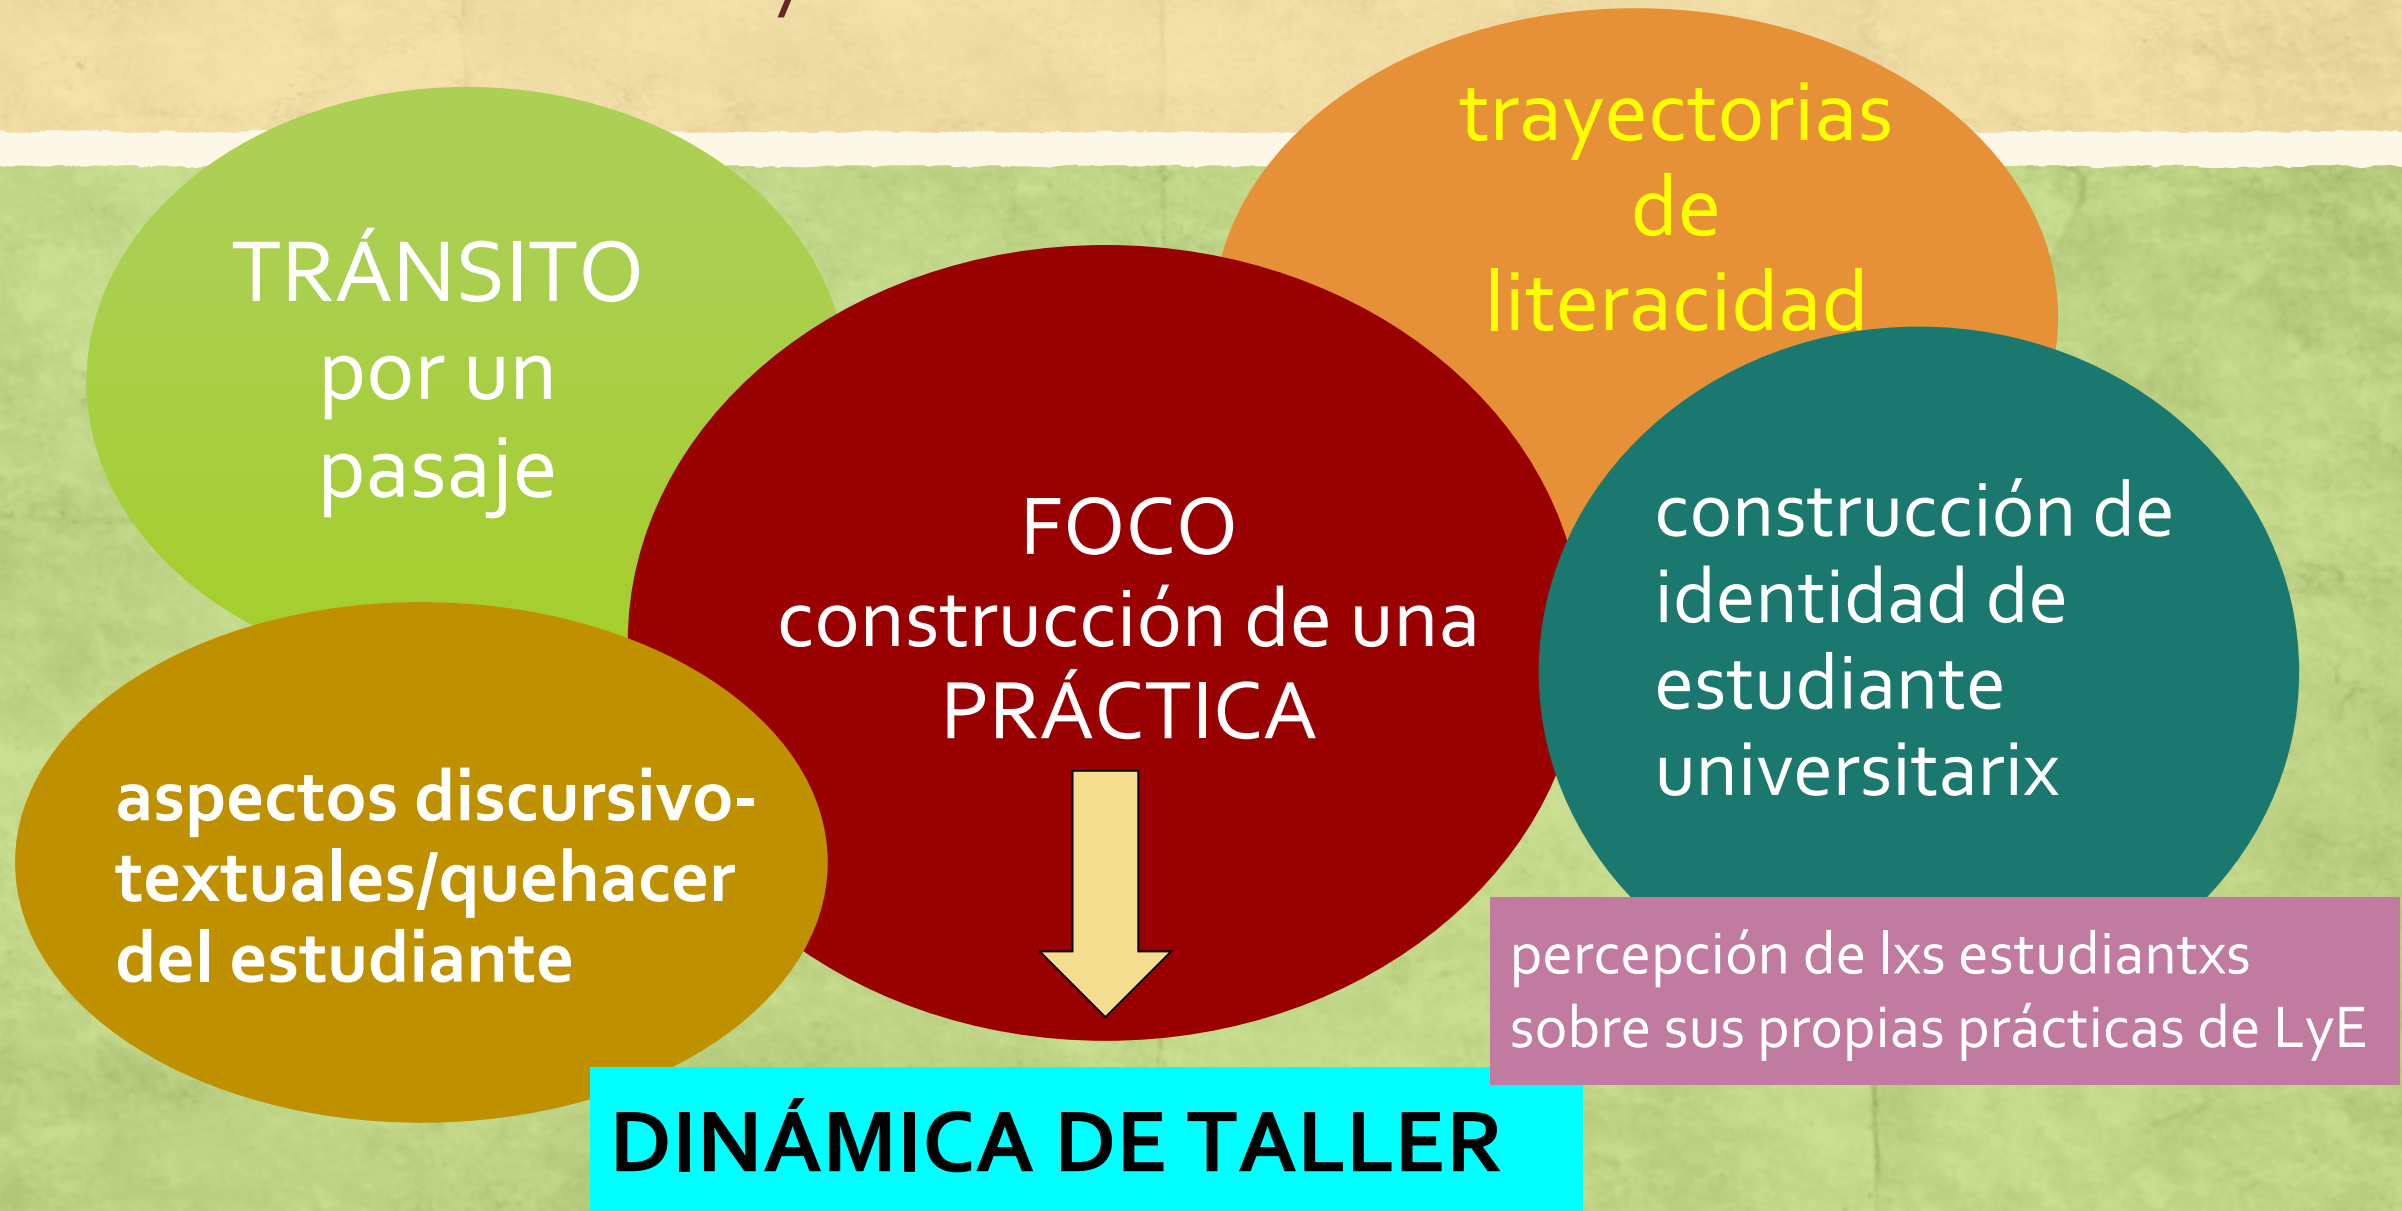 TRÁNSITO
por un
pasaje
trayectorias
de
literacidad
FOCO
construcción de una
PRÁCTICA
construcción de
identidad de
estudiante
universitarix
aspectos discursivo-
textuales/quehacer
del estudiante
percepción de lxs estudiantxs
sobre sus propias prácticas de LyE
DINÁMICA DE TALLER